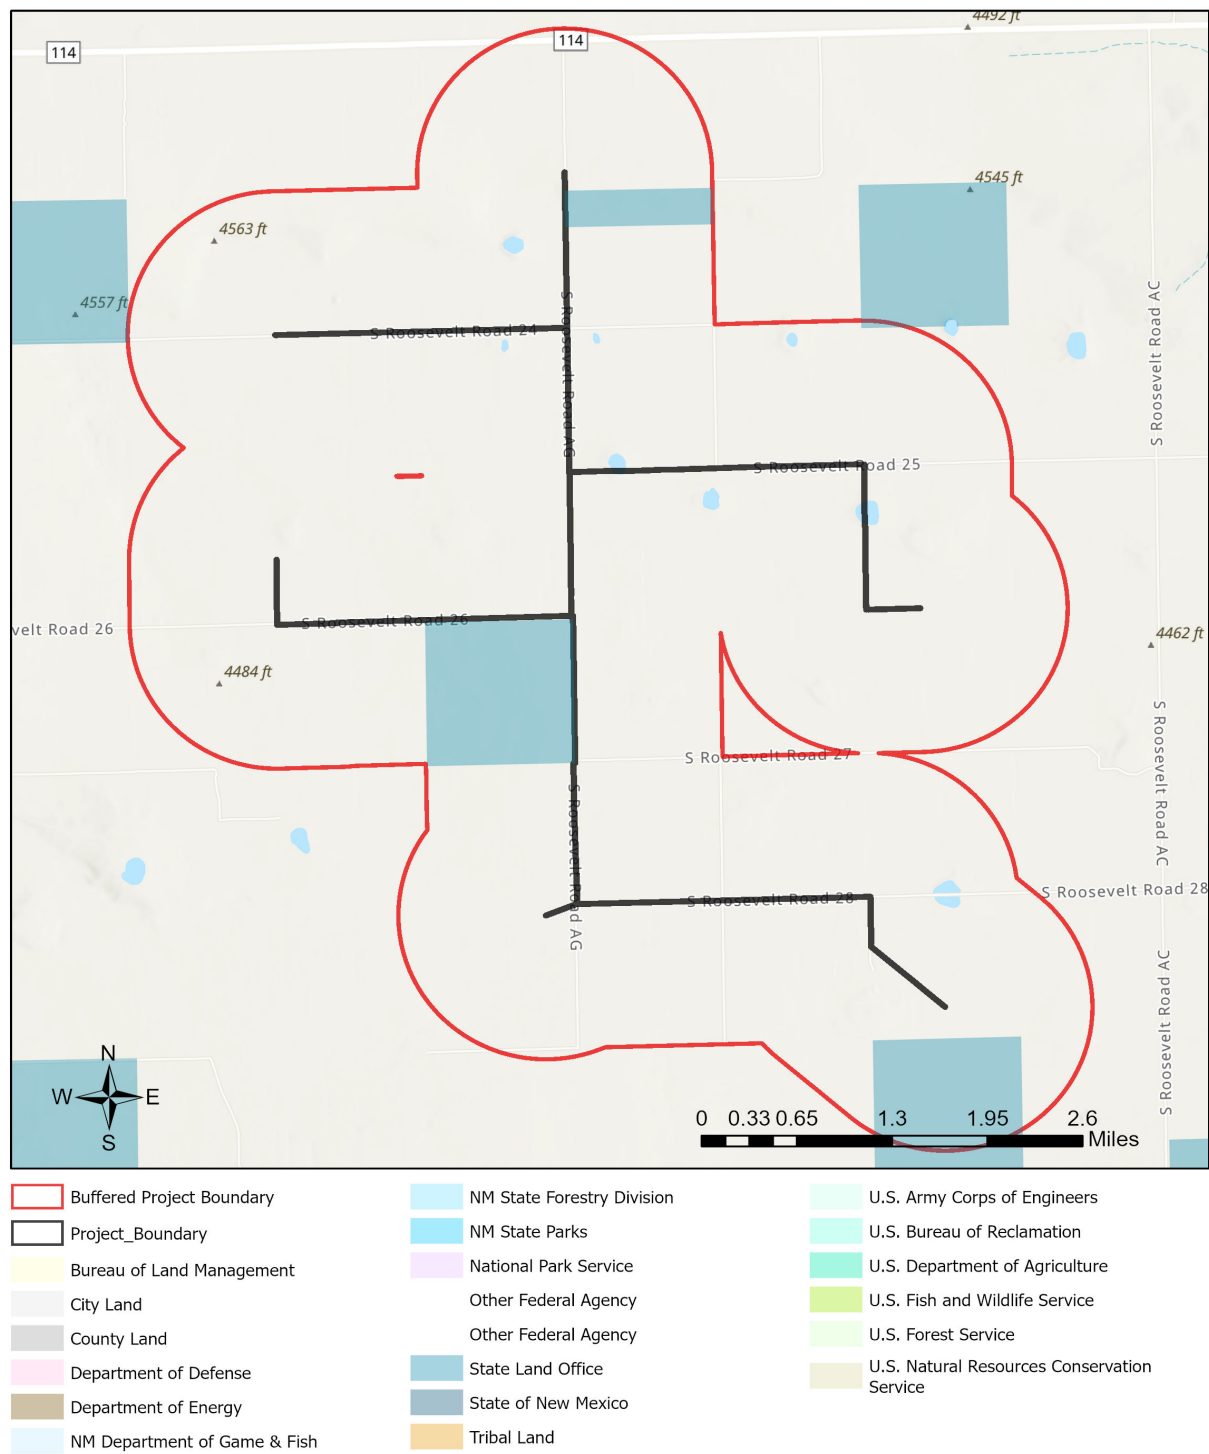 4492 ft
114
114
4545 ft
4563 ft
4557 ft
S Roosevelt Road AC
S Roosevelt Road 24
S Roosevelt Road AG
S Roosevelt Road 25
S Roosevelt Road 26
velt Road 26
4462 ft
4484 ft
S Roosevelt Road 27
S Roosevelt Road AC
S Roosevelt Road AG
S Roosevelt Road 28
S Roosevelt Road 28
S Roosevelt Road AC
N
W E
S
0 0.33 0.65 1.3 1.95 2.6
Miles
Buffered Project Boundary
Project_Boundary
Bureau of Land Management
City Land
County Land
Department of Defense
Department of Energy
NM Department of Game & Fish
NM State Forestry Division
NM State Parks
National Park Service
Other Federal Agency
Other Federal Agency
State Land Office
State of New Mexico
Tribal Land
U.S. Army Corps of Engineers
U.S. Bureau of Reclamation
U.S. Department of Agriculture
U.S. Fish and Wildlife Service
U.S. Forest Service
U.S. Natural Resources Conservation
Service